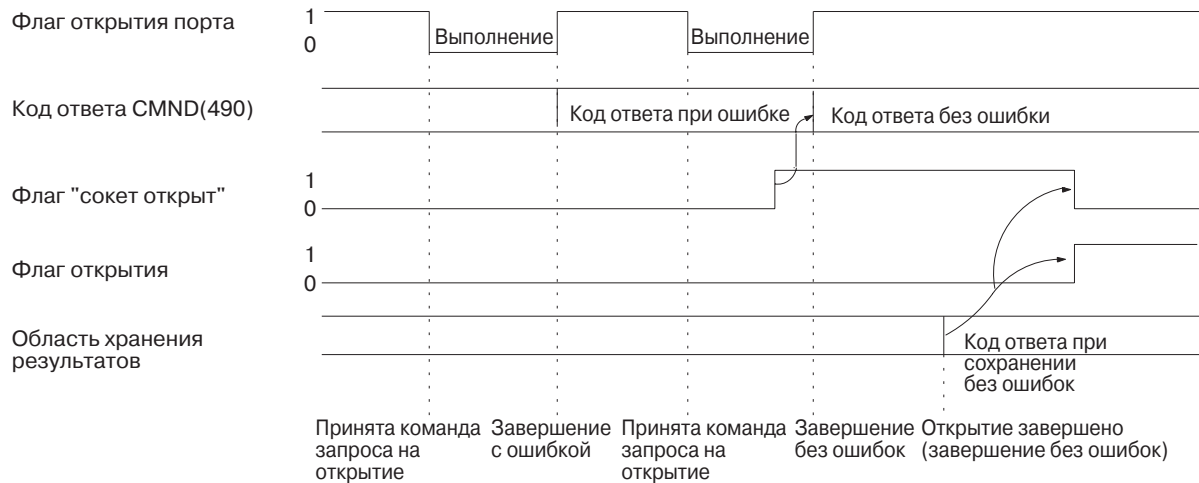 Флаг открытия порта
1
0
Выполнение
Выполнение
Код ответа CMND(490)
Код ответа при ошибке
Код ответа без ошибки
Флаг "сокет открыт"
1
0
Флаг открытия
1
0
Область хранения
результатов
Код ответа при
сохранении
без ошибок
Принята команда
запроса на
открытие
Завершение
с ошибкой
Принята команда
запроса на
открытие
Завершение
без ошибок
Открытие завершено
(завершение без ошибок)